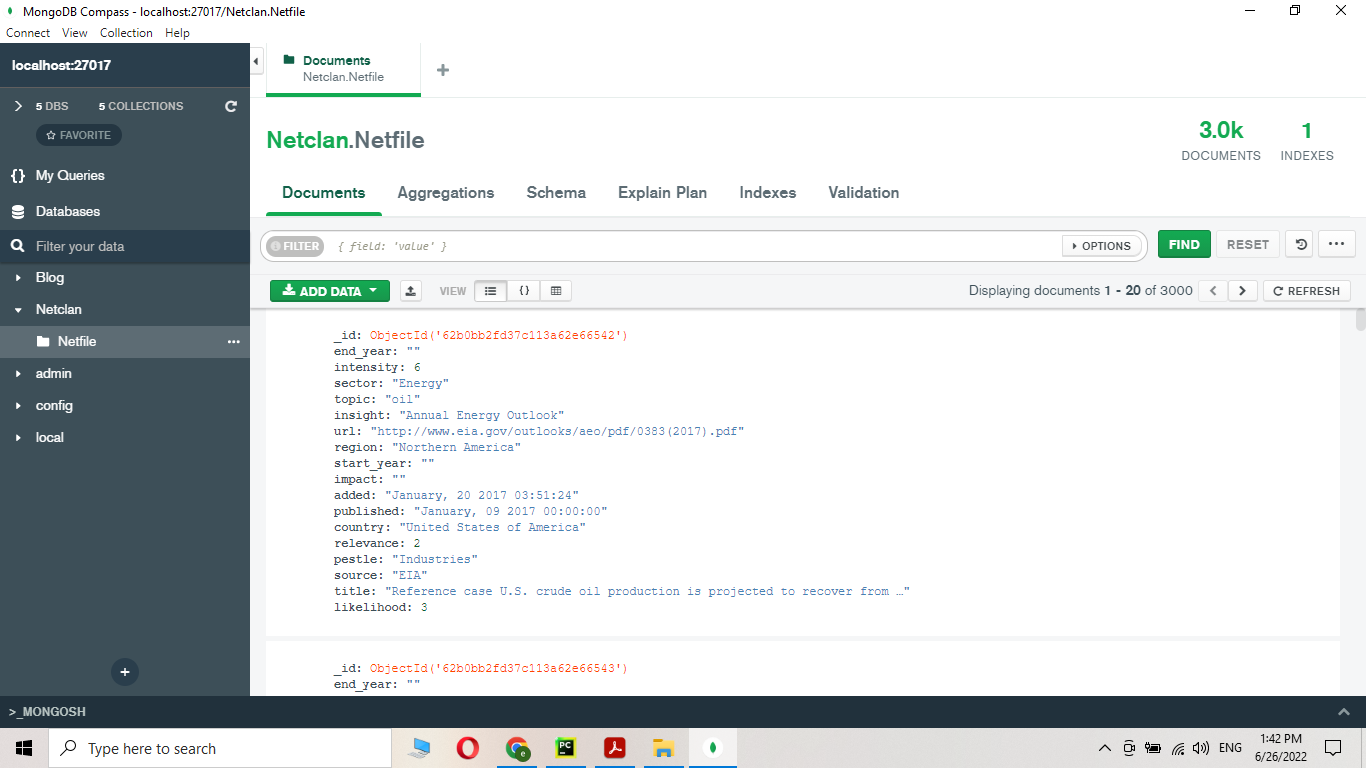 MongoDB Compass - localhost:27017/Netclan.Netfile
Connect View Collection Help
localhost:27017
5 DBS 5 COLLECTIONS
FAVORITE
My Queries
Databases
Filter your data
Blog
Netclan
Netfile
admin
config
local
Documents
Netclan.Netfile
Netclan.Netfile
3.0k
DOCUMENTS
1
INDEXES
Documents Aggregations Schema Explain Plan Indexes Validation
FILTER { field: 'value' } OPTIONS FIND RESET
ADD DATA VIEW Displaying documents 1 - 20 of 3000 REFRESH
_id: ObjectId('62b0bb2fd37c113a62e66542')
end_year: ""
intensity: 6
sector: "Energy"
topic: "oil"
insight: "Annual Energy Outlook"
url: "http://www.eia.gov/outlooks/aeo/pdf/0383(2017).pdf"
region: "Northern America"
start_year: ""
impact: ""
added: "January, 20 2017 03:51:24"
published: "January, 09 2017 00:00:00"
country: "United States of America"
relevance: 2
pestle: "Industries"
source: "EIA"
title: "Reference case U.S. crude oil production is projected to recover from …"
likelihood: 3
_id: ObjectId('62b0bb2fd37c113a62e66543')
end_year: ""
>_MONGOSH
Type here to search
ENG
1:42 PM
6/26/2022